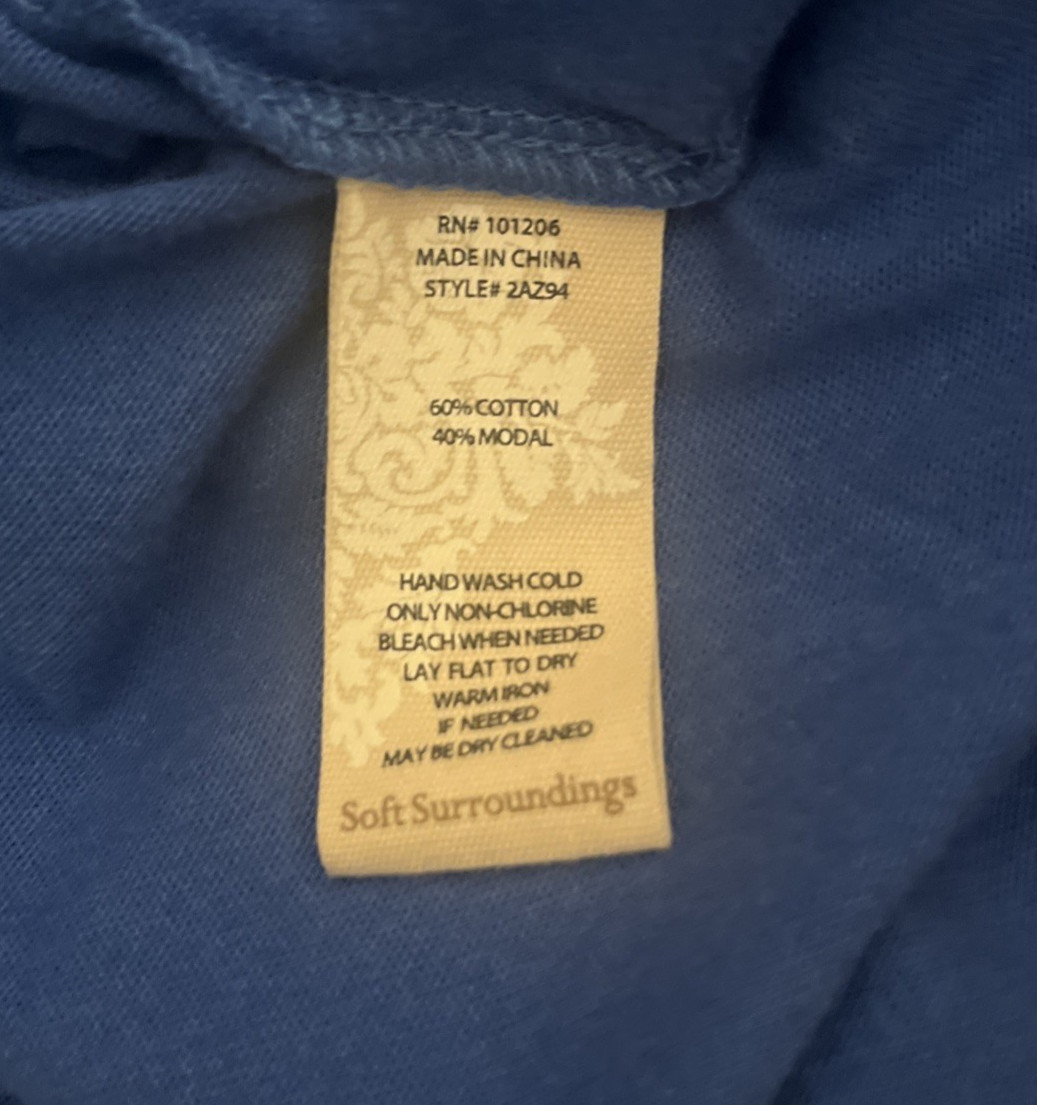 RN# 101206
MADE IN CHINA
STYLE# 2AZ94
60% COTTON
40% MODAL
HAND WASH COLD
ONLY NON-CHLORINE
BLEACH WHEN NEEDED
LAY FLAT TO DRY
WARM IRON
IF NEEDED
MAY BE DRY CLEANED
Soft Surroundings